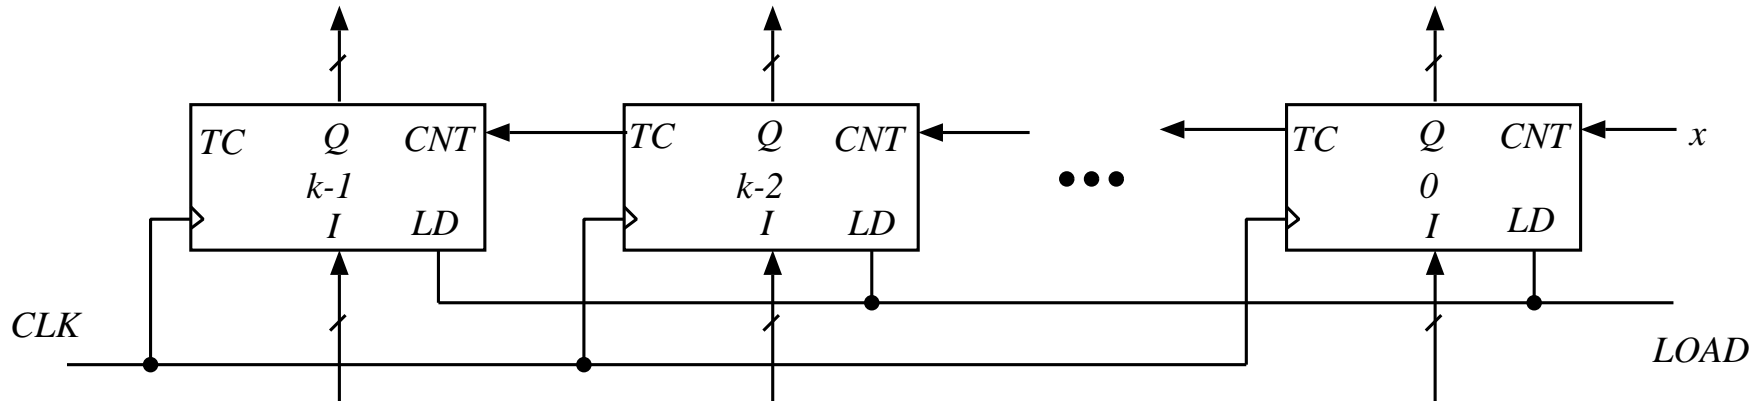 TC Q CNT TC Q CNT TC Q CNT x
k-1 k-2 0
I LD I LD I LD
CLK
LOAD